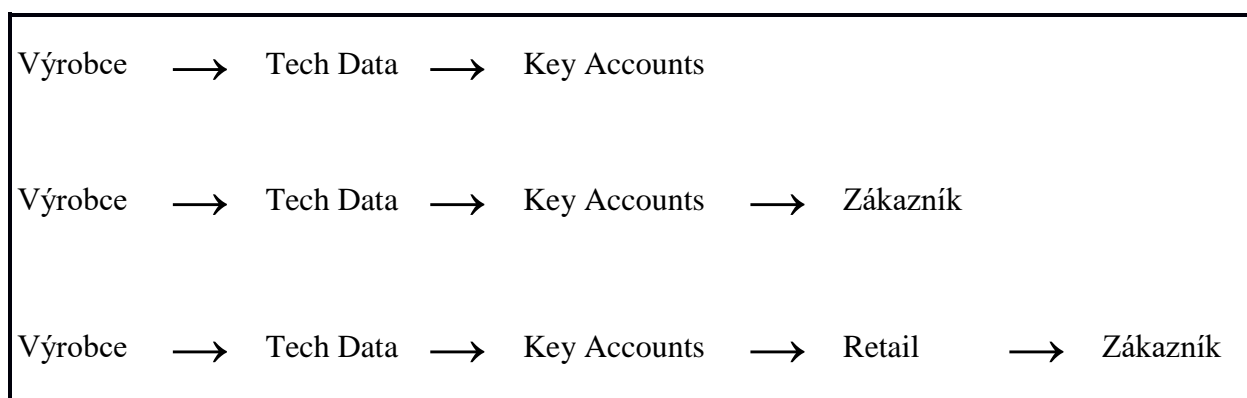 Výrobce → Tech Data → Key Accounts
Výrobce → Tech Data → Key Accounts → Zákazník
Výrobce → Tech Data → Key Accounts → Retail → Zákazník